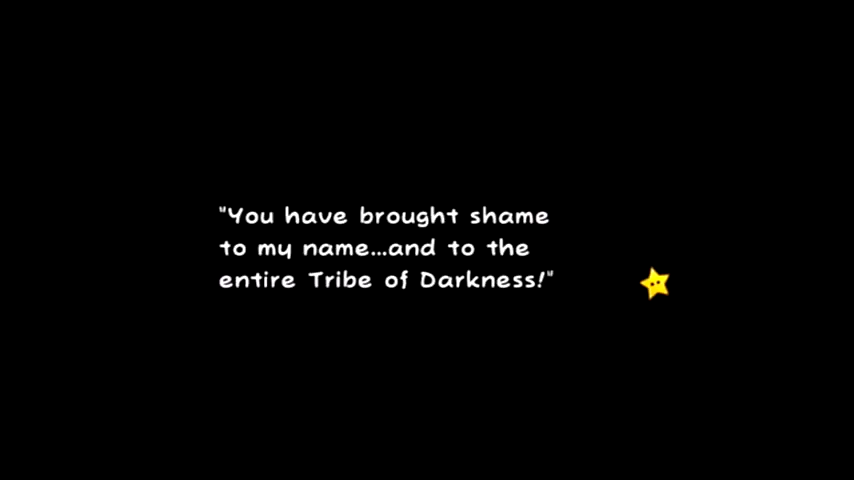 "You have brought shame
to my name...and to the
entire Tribe of Darkness!"